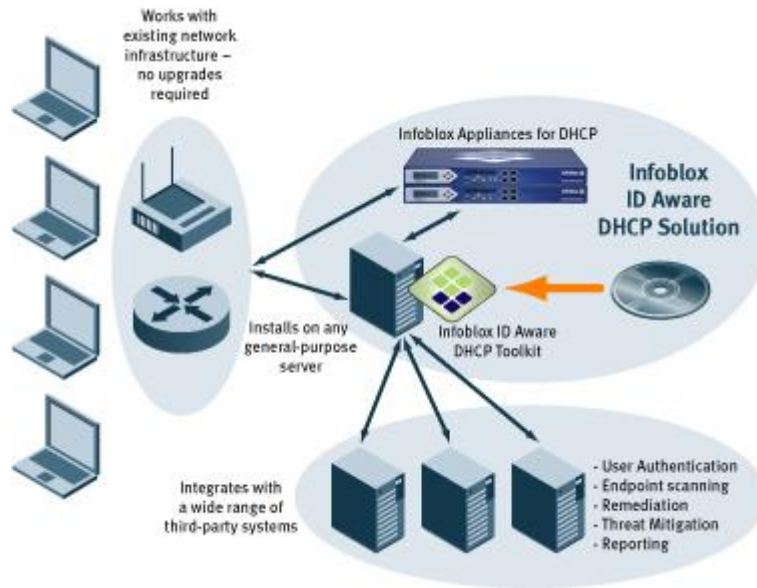 Works with
existing network
infrastructure –
no upgrades
required
Infoblox Appliances for DHCP
Infoblox
ID Aware
DHCP Solution
Installs on any
general-purpose
server
Infoblox ID Aware
DHCP Toolkit
Integrates with
a wide range of
third-party systems
- User Authentication
- Endpoint scanning
- Remediation
- Threat Mitigation
- Reporting